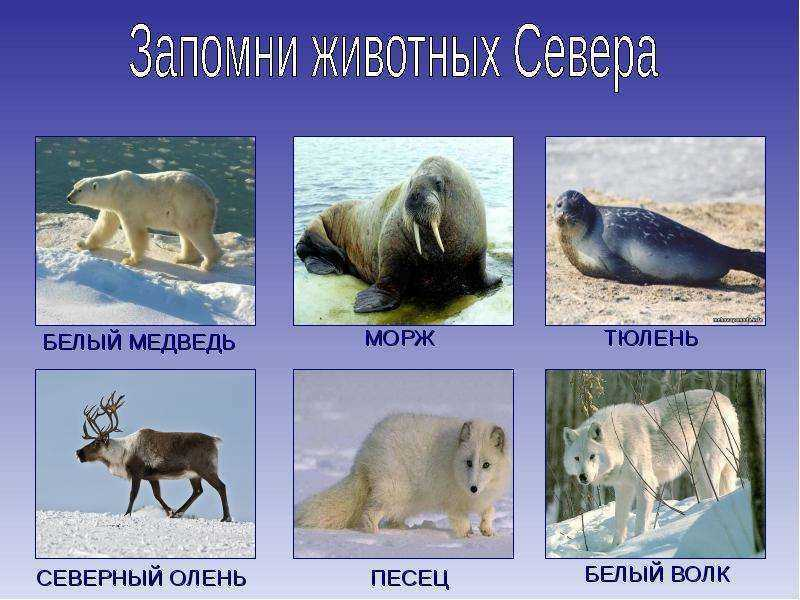 Запомни животных Севера
БЕЛЫЙ МЕДВЕДЬ
МОРЖ
ТЮЛЕНЬ
СЕВЕРНЫЙ ОЛЕНЬ
ПЕСЕЦ
БЕЛЫЙ ВОЛК